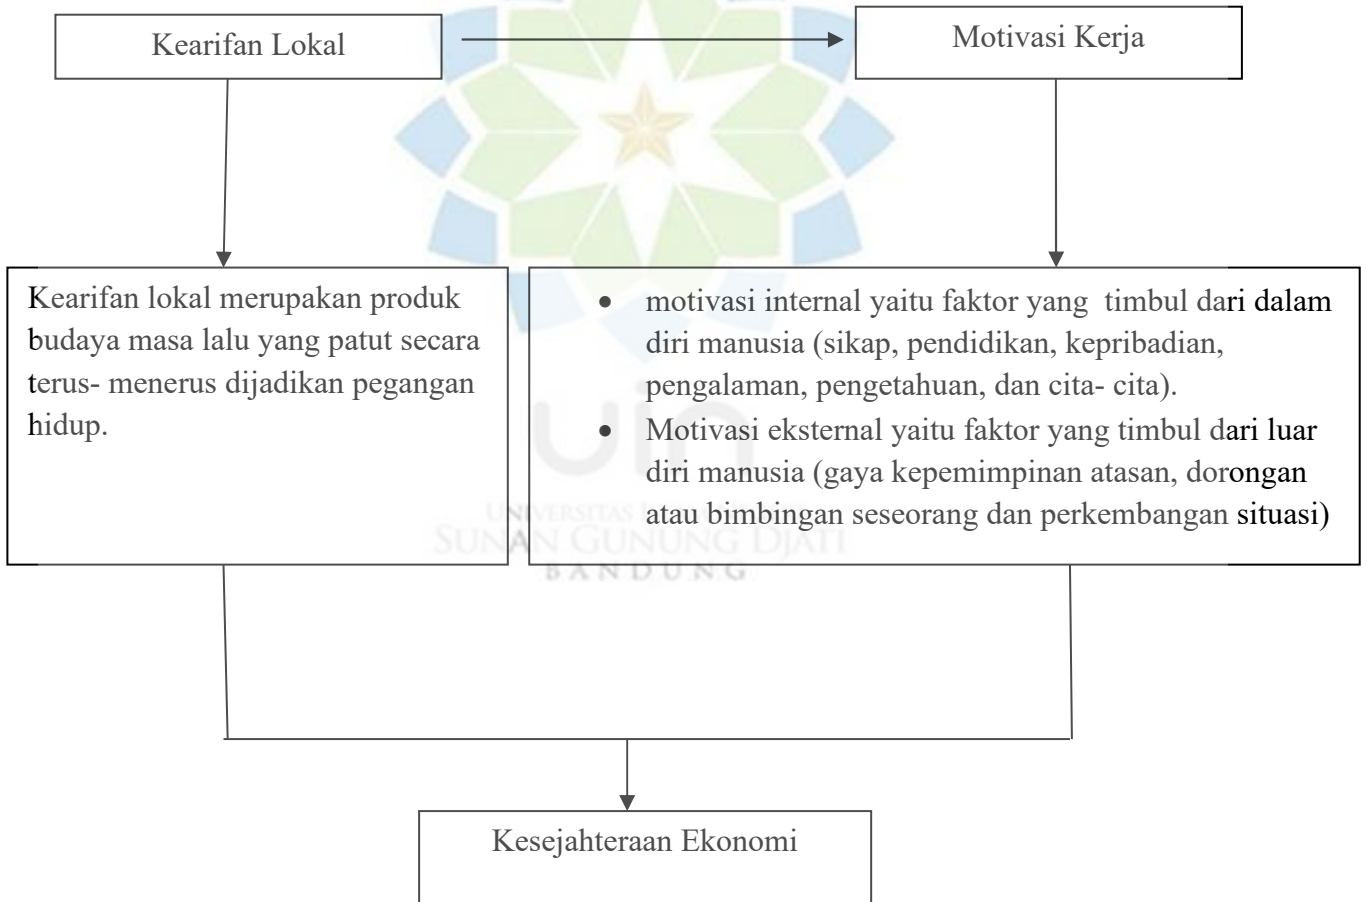 Kearifan Lokal
Motivasi Kerja
Kearifan lokal merupakan produk
budaya masa lalu yang patut secara
terus- menerus dijadikan pegangan
hidup.
• motivasi internal yaitu faktor yang  timbul dari dalam
diri manusia (sikap, pendidikan, kepribadian,
pengalaman, pengetahuan, dan cita- cita).
• Motivasi eksternal yaitu faktor yang timbul dari luar
diri manusia (gaya kepemimpinan atasan, dorongan
atau bimbingan seseorang dan perkembangan situasi)
uin
UNIVERSITAS
SUNAN GUNUNG DJATI
BANDUNG
Kesejahteraan Ekonomi